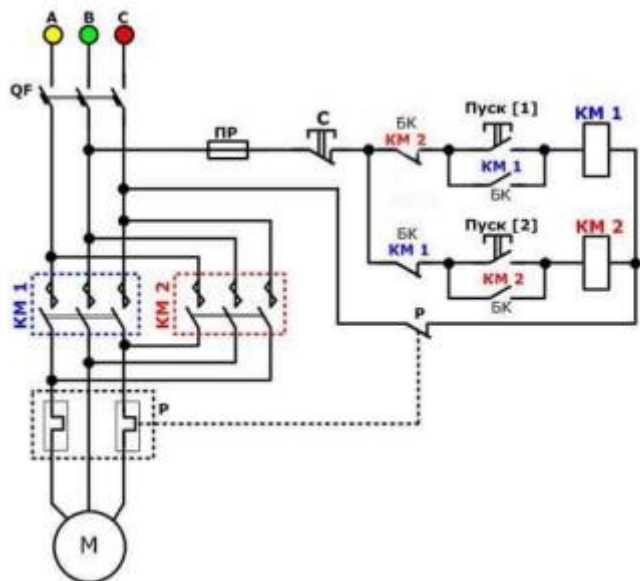 A B C
QF
ПР
С
БК
КМ 2
Пуск [1]
КМ 1
КМ 1
БК
БК
КМ 1
Пуск [2]
КМ 2
КМ 2
БК
КМ 1
КМ 2
Р
Р
М